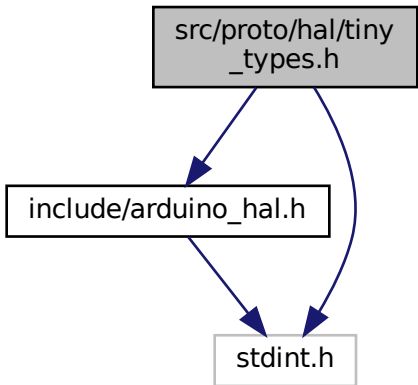 src/proto/hal/tiny
_types.h
include/arduino_hal.h
stdint.h